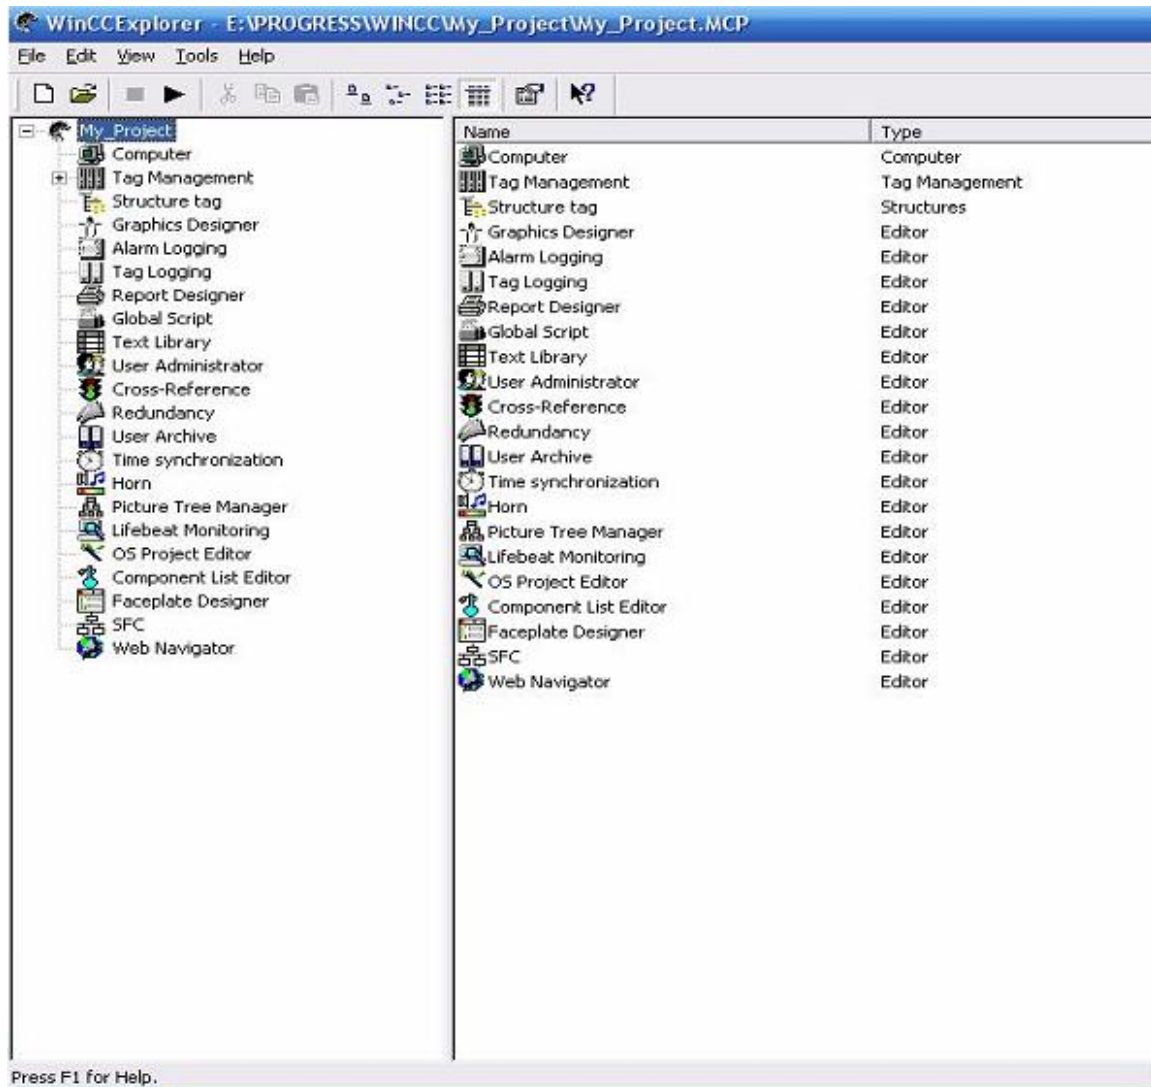 WinCCExplorer - E:\PROGRESS\WINCC\My_Project\My_Project.MCP
File Edit View Tools Help
My_Project
Computer
Tag Management
Structure tag
Graphics Designer
Alarm Logging
Tag Logging
Report Designer
Global Script
Text Library
User Administrator
Cross-Reference
Redundancy
User Archive
Time synchronization
Horn
Picture Tree Manager
Lifebeat Monitoring
OS Project Editor
Component List Editor
Faceplate Designer
SFC
Web Navigator
Name Type
Computer Computer
Tag Management Tag Management
Structure tag Structures
Graphics Designer Editor
Alarm Logging Editor
Tag Logging Editor
Report Designer Editor
Global Script Editor
Text Library Editor
User Administrator Editor
Cross-Reference Editor
Redundancy Editor
User Archive Editor
Time synchronization Editor
Horn Editor
Picture Tree Manager Editor
Lifebeat Monitoring Editor
OS Project Editor Editor
Component List Editor Editor
Faceplate Designer Editor
SFC Editor
Web Navigator Editor
Press F1 for Help.